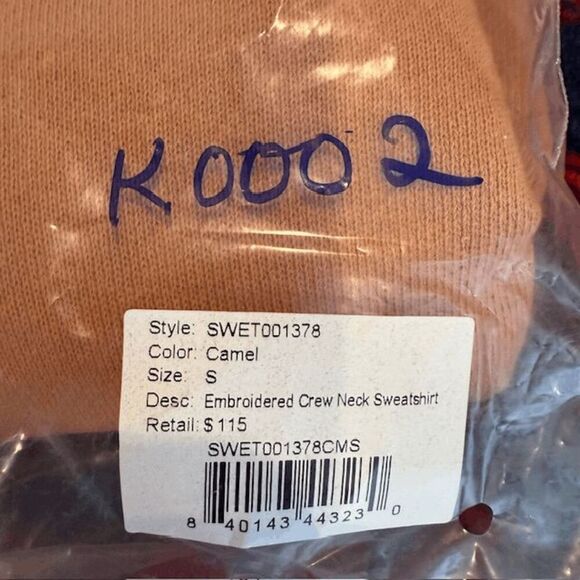 K0002
Style: SWET001378
Color: Camel
Size: S
Desc: Embroidered Crew Neck Sweatshirt
Retail: $115
SWET001378CMS
8 40143 44323 0